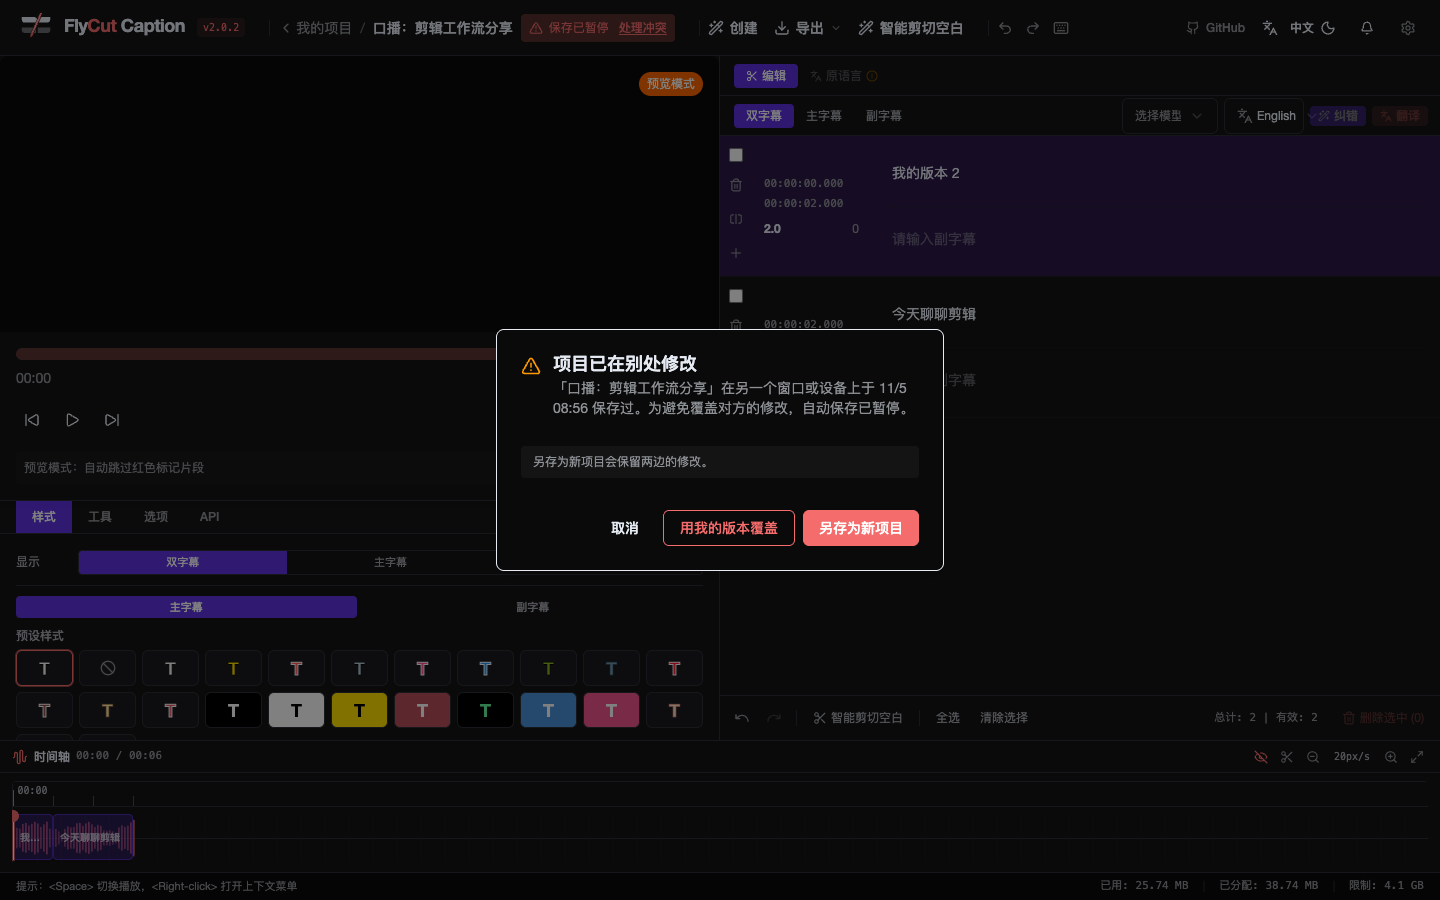 FlyCut Caption v2.0.2 我的项目 / 口播：剪辑工作流分享 保存已暂停 处理冲突 创建 导出 智能剪切空白 GitHub 中文
预览模式
编辑 原语言
双字幕 主字幕 副字幕 选择模型 English 纠错 翻译
我的版本 2
00:00:00.000
00:00:02.000
2.0 0
请输入副字幕
今天聊聊剪辑
00:00:02.000
字幕
项目已在别处修改
「口播：剪辑工作流分享」在另一个窗口或设备上于 11/5
08:56 保存过。为避免覆盖对方的修改，自动保存已暂停。
另存为新项目会保留两边的修改。
取消 用我的版本覆盖 另存为新项目
00:00
预览模式：自动跳过红色标记片段
样式 工具 选项 API
显示 双字幕 主字幕
主字幕 副字幕
预设样式
T T T T T T T T T T
T T T T T T T T T T T
智能剪切空白 全选 清除选择 总计: 2 | 有效: 2 删除选中 (0)
时间轴 00:00 / 00:06 20px/s
00:00
我... 今天聊聊剪辑
提示：<Space> 切换播放，<Right-click> 打开上下文菜单 已用: 25.74 MB 已分配: 38.74 MB 限制: 4.1 GB